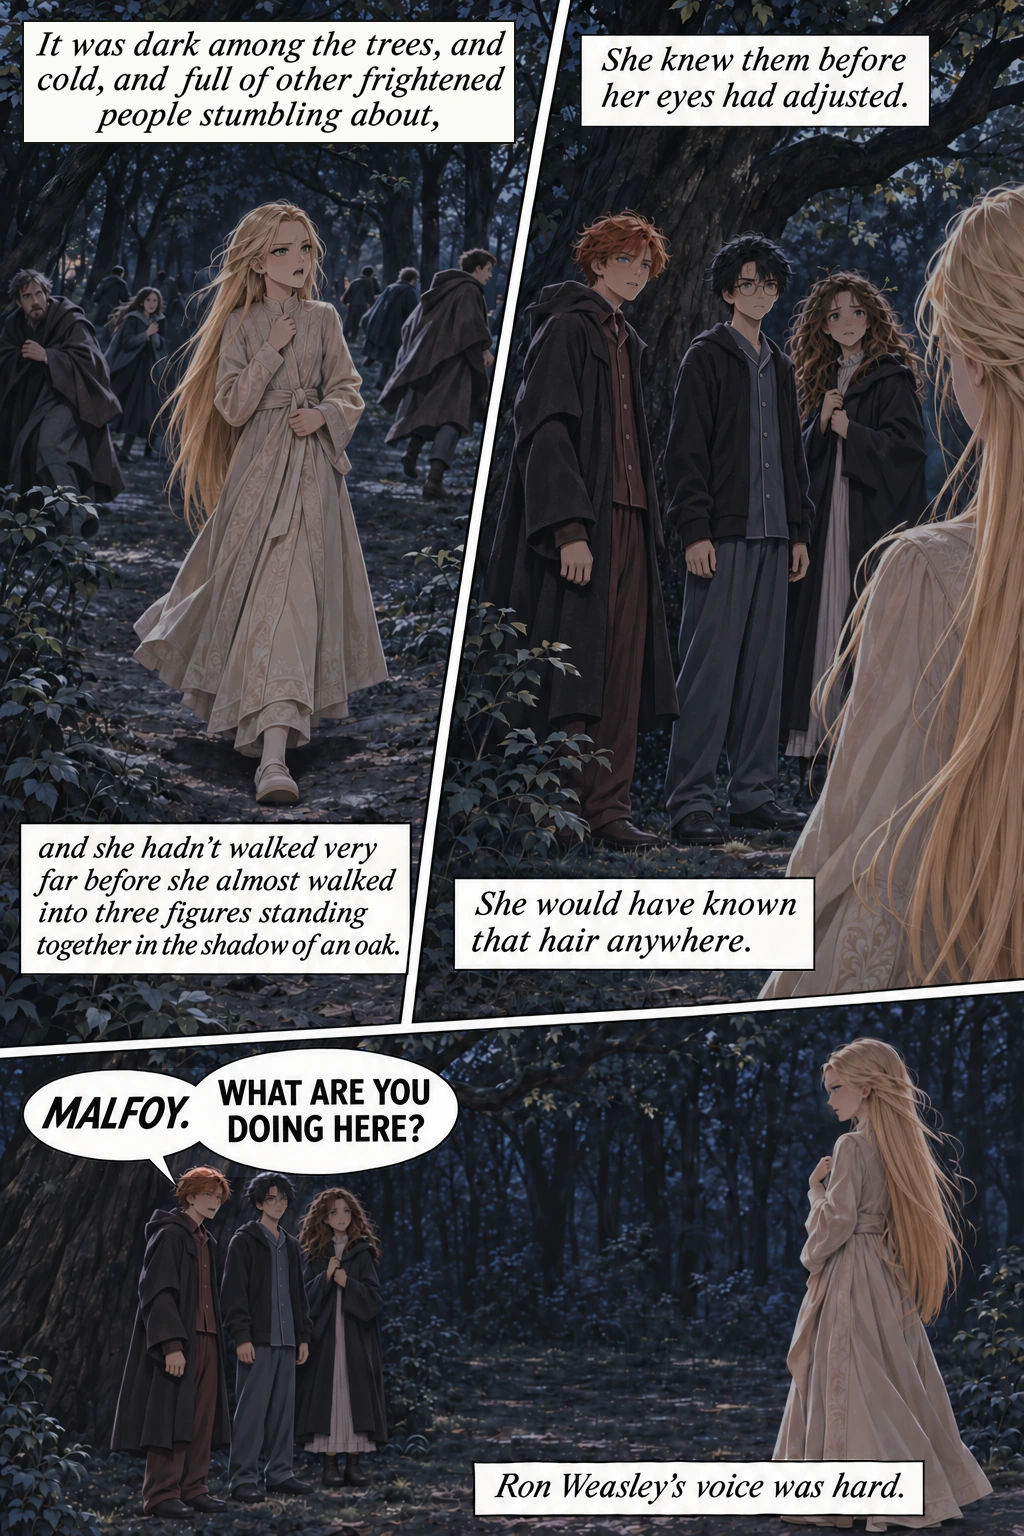 It was dark among the trees, and
cold, and full of other frightened
people stumbling about,
and she hadn't walked very
far before she almost walked
into three figures standing
together in the shadow of an oak.
She knew them before
her eyes had adjusted.
She would have known
that hair anywhere.
MALFOY.
WHAT ARE YOU
DOING HERE?
Ron Weasley's voice was hard.